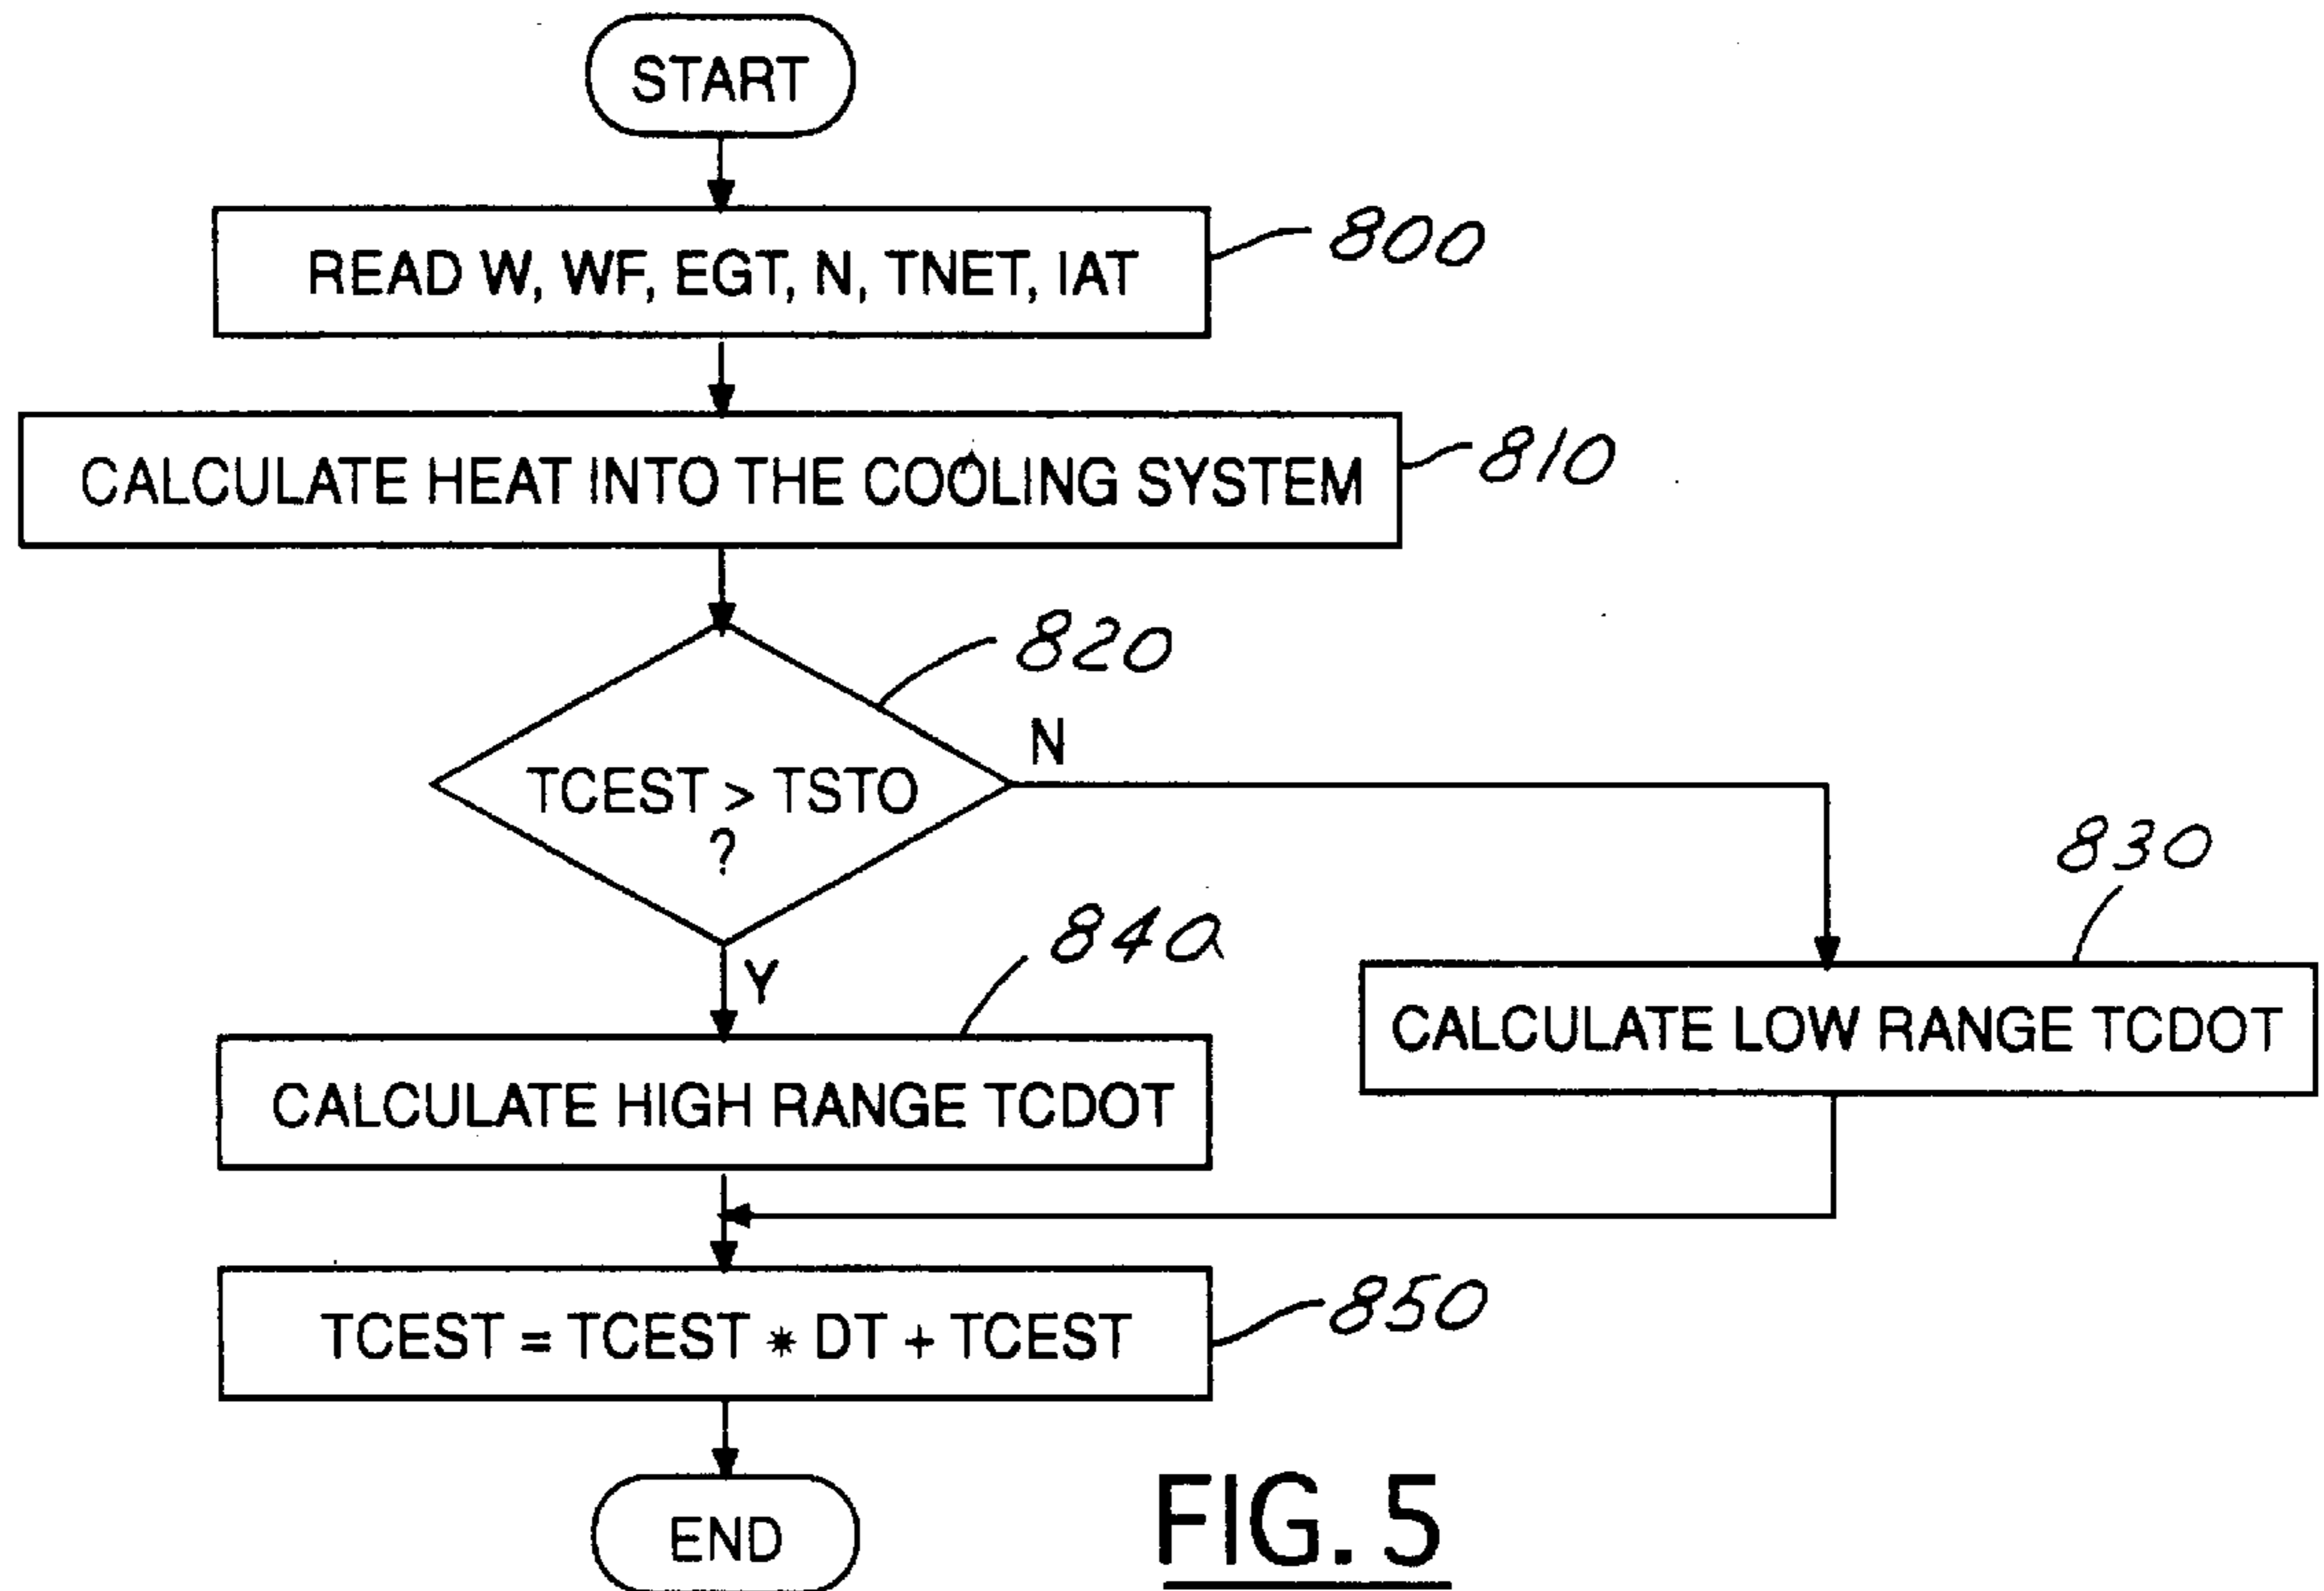 START
READ W, WF, EGT, N, TNET, IAT
800
CALCULATE HEAT INTO THE COOLING SYSTEM
810
820
TCEST > TSTO
?
N
Y
830
CALCULATE LOW RANGE TCDOT
840
CALCULATE HIGH RANGE TCDOT
TCEST = TCEST * DT + TCEST
850
END
FIG. 5